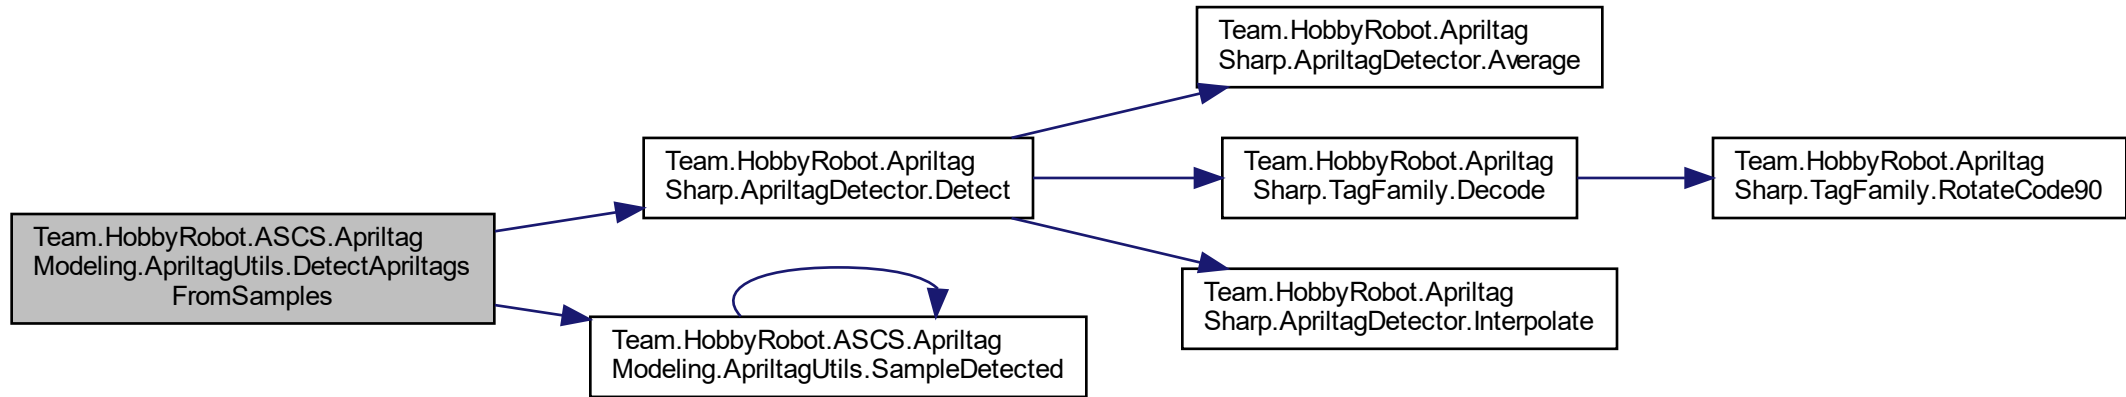 Team.HobbyRobot.ASCS.Apriltag
Modeling.ApriltagUtils.DetectApriltags
FromSamples
Team.HobbyRobot.Apriltag
Sharp.ApriltagDetector.Detect
Team.HobbyRobot.Apriltag
Sharp.ApriltagDetector.Average
Team.HobbyRobot.Apriltag
Sharp.TagFamily.Decode
Team.HobbyRobot.Apriltag
Sharp.TagFamily.RotateCode90
Team.HobbyRobot.Apriltag
Sharp.ApriltagDetector.Interpolate
Team.HobbyRobot.ASCS.Apriltag
Modeling.ApriltagUtils.SampleDetected